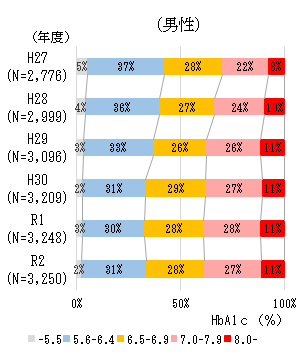 (男性)
(年度)
H27
(N=2,776)
5% 37% 28% 22% 8%
H28
(N=2,999)
4% 36% 27% 24% 10%
H29
(N=3,096)
3% 33% 26% 26% 11%
H30
(N=3,209)
2% 31% 29% 27% 11%
R1
(N=3,248)
3% 30% 28% 28% 11%
R2
(N=3,250)
2% 31% 28% 27% 11%
0% 50% 100%
HbA1c (%)
-5.5 5.6-6.4 6.5-6.9 7.0-7.9 8.0-